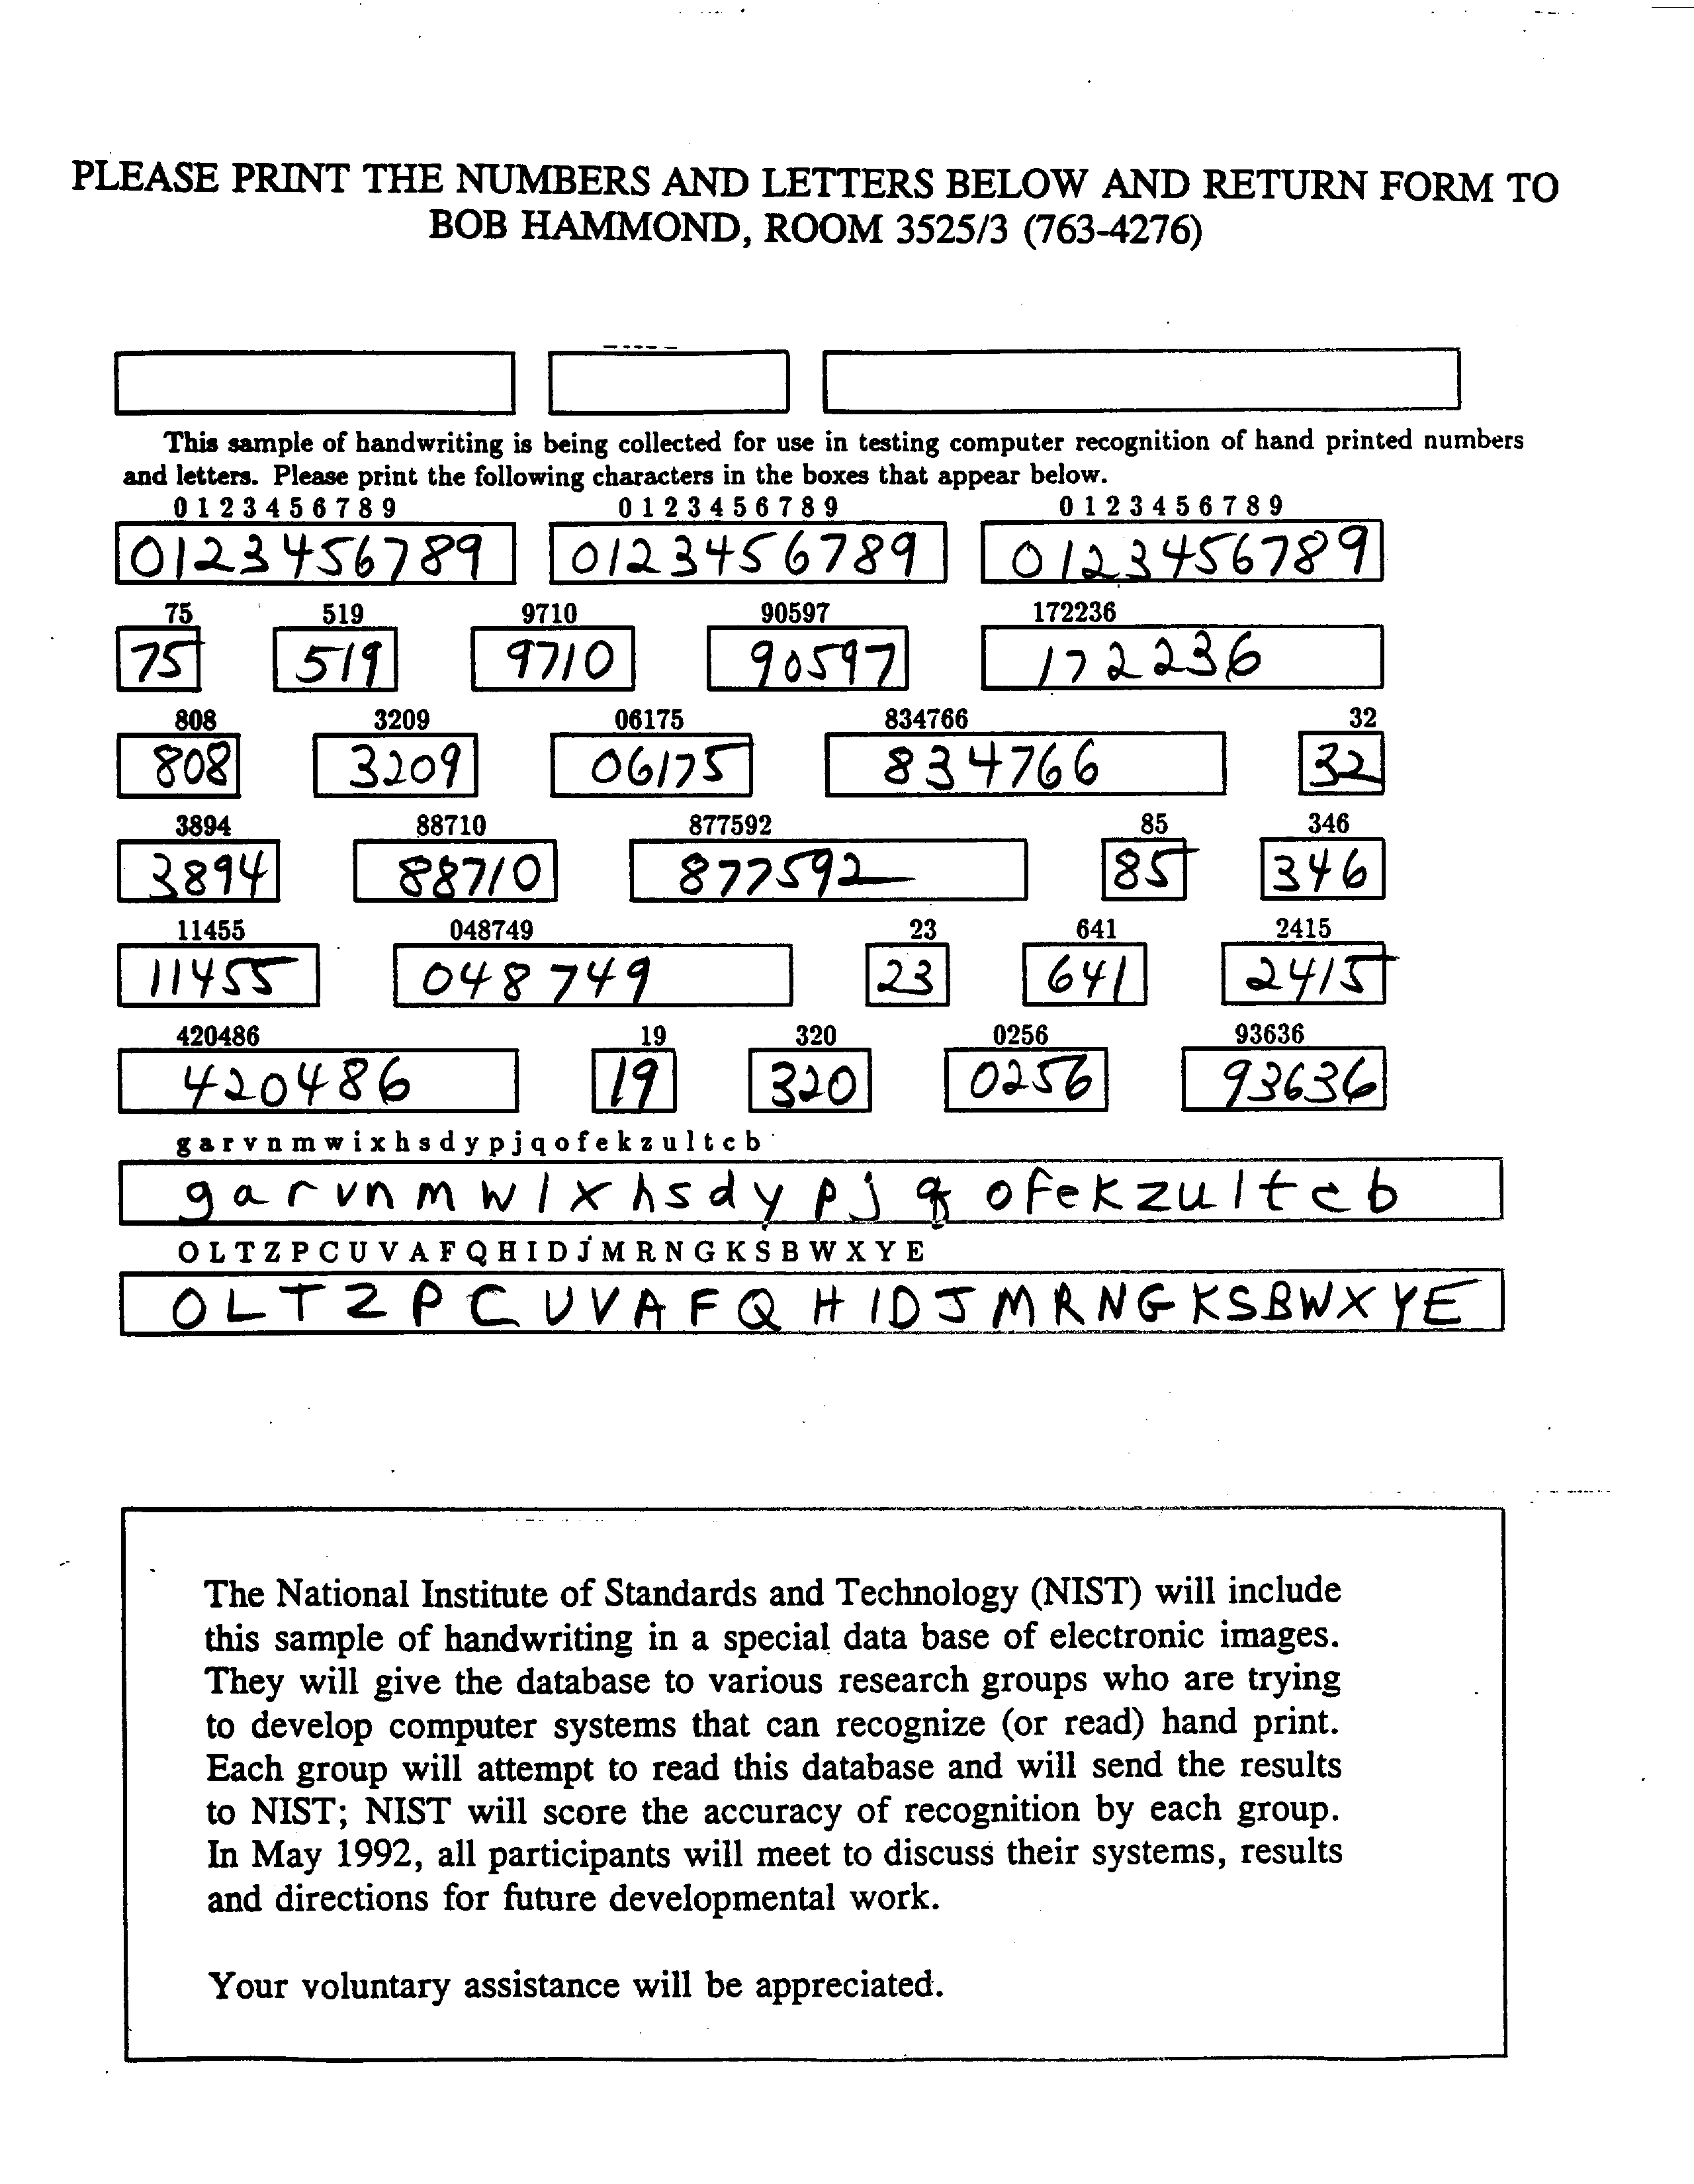 PLEASE PRINT THE NUMBERS AND LETTERS BELOW AND RETURN FORM TO
BOB HAMMOND, ROOM 3525/3 (763-4276)
This sample of handwriting is being collected for use in testing computer recognition of hand printed numbers
and letters. Please print the following characters in the boxes that appear below.
0 1 2 3 4 5 6 7 8 9 0 1 2 3 4 5 6 7 8 9 0 1 2 3 4 5 6 7 8 9
0123456789 0123456789 0123456789
75 519 9710 90597 172236
75 519 9710 90597 172236
808 3209 06175 834766 32
808 3209 06175 834766 32
3894 88710 877592 85 346
3894 88710 877592 85 346
11455 048749 23 641 2415
11455 048749 23 641 2415
420486 19 320 0256 93636
420486 19 320 0256 93636
g a r v n m w i x h s d y p j q o f e k z u l t c b
g a r v n m w l x h s d y p j q o f e k z u l t c b
O L T Z P C U V A F Q H I D J M R N G K S B W X Y E
O L T Z P C U V A F Q H I D J M R N G K S B W X Y E
The National Institute of Standards and Technology (NIST) will include
this sample of handwriting in a special data base of electronic images.
They will give the database to various research groups who are trying
to develop computer systems that can recognize (or read) hand print.
Each group will attempt to read this database and will send the results
to NIST; NIST will score the accuracy of recognition by each group.
In May 1992, all participants will meet to discuss their systems, results
and directions for future developmental work.
Your voluntary assistance will be appreciated.